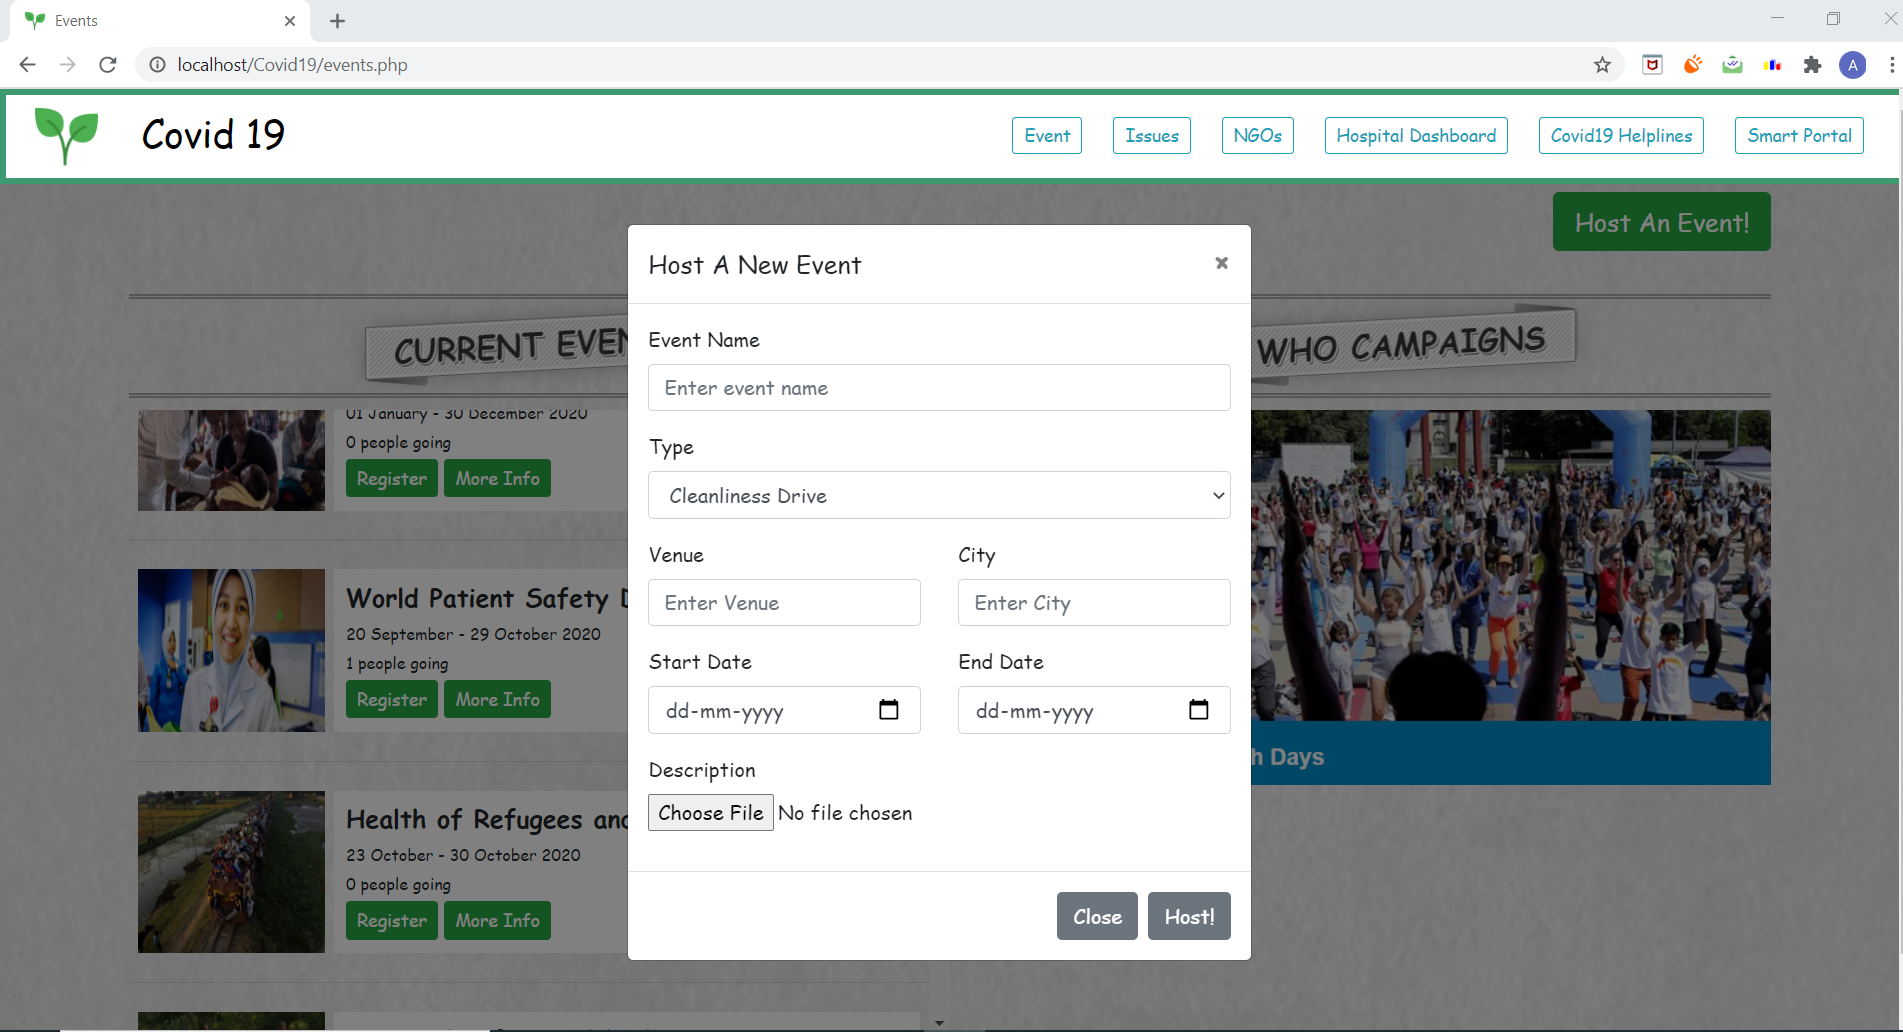 Events
localhost/Covid19/events.php
A
Covid 19
Event Issues NGOs Hospital Dashboard Covid19 Helplines Smart Portal
Host An Event!
CURRENT EVEN
WHO CAMPAIGNS
01 January - 30 December 2020
0 people going
Register More Info
World Patient Safety D
20 September - 29 October 2020
1 people going
Register More Info
Health of Refugees and
23 October - 30 October 2020
0 people going
Register More Info
Host A New Event
×
Event Name
Enter event name
Type
Cleanliness Drive
Venue City
Enter Venue Enter City
Start Date End Date
dd-mm-yyyy dd-mm-yyyy
Description
Choose File No file chosen
Close Host!
h Days